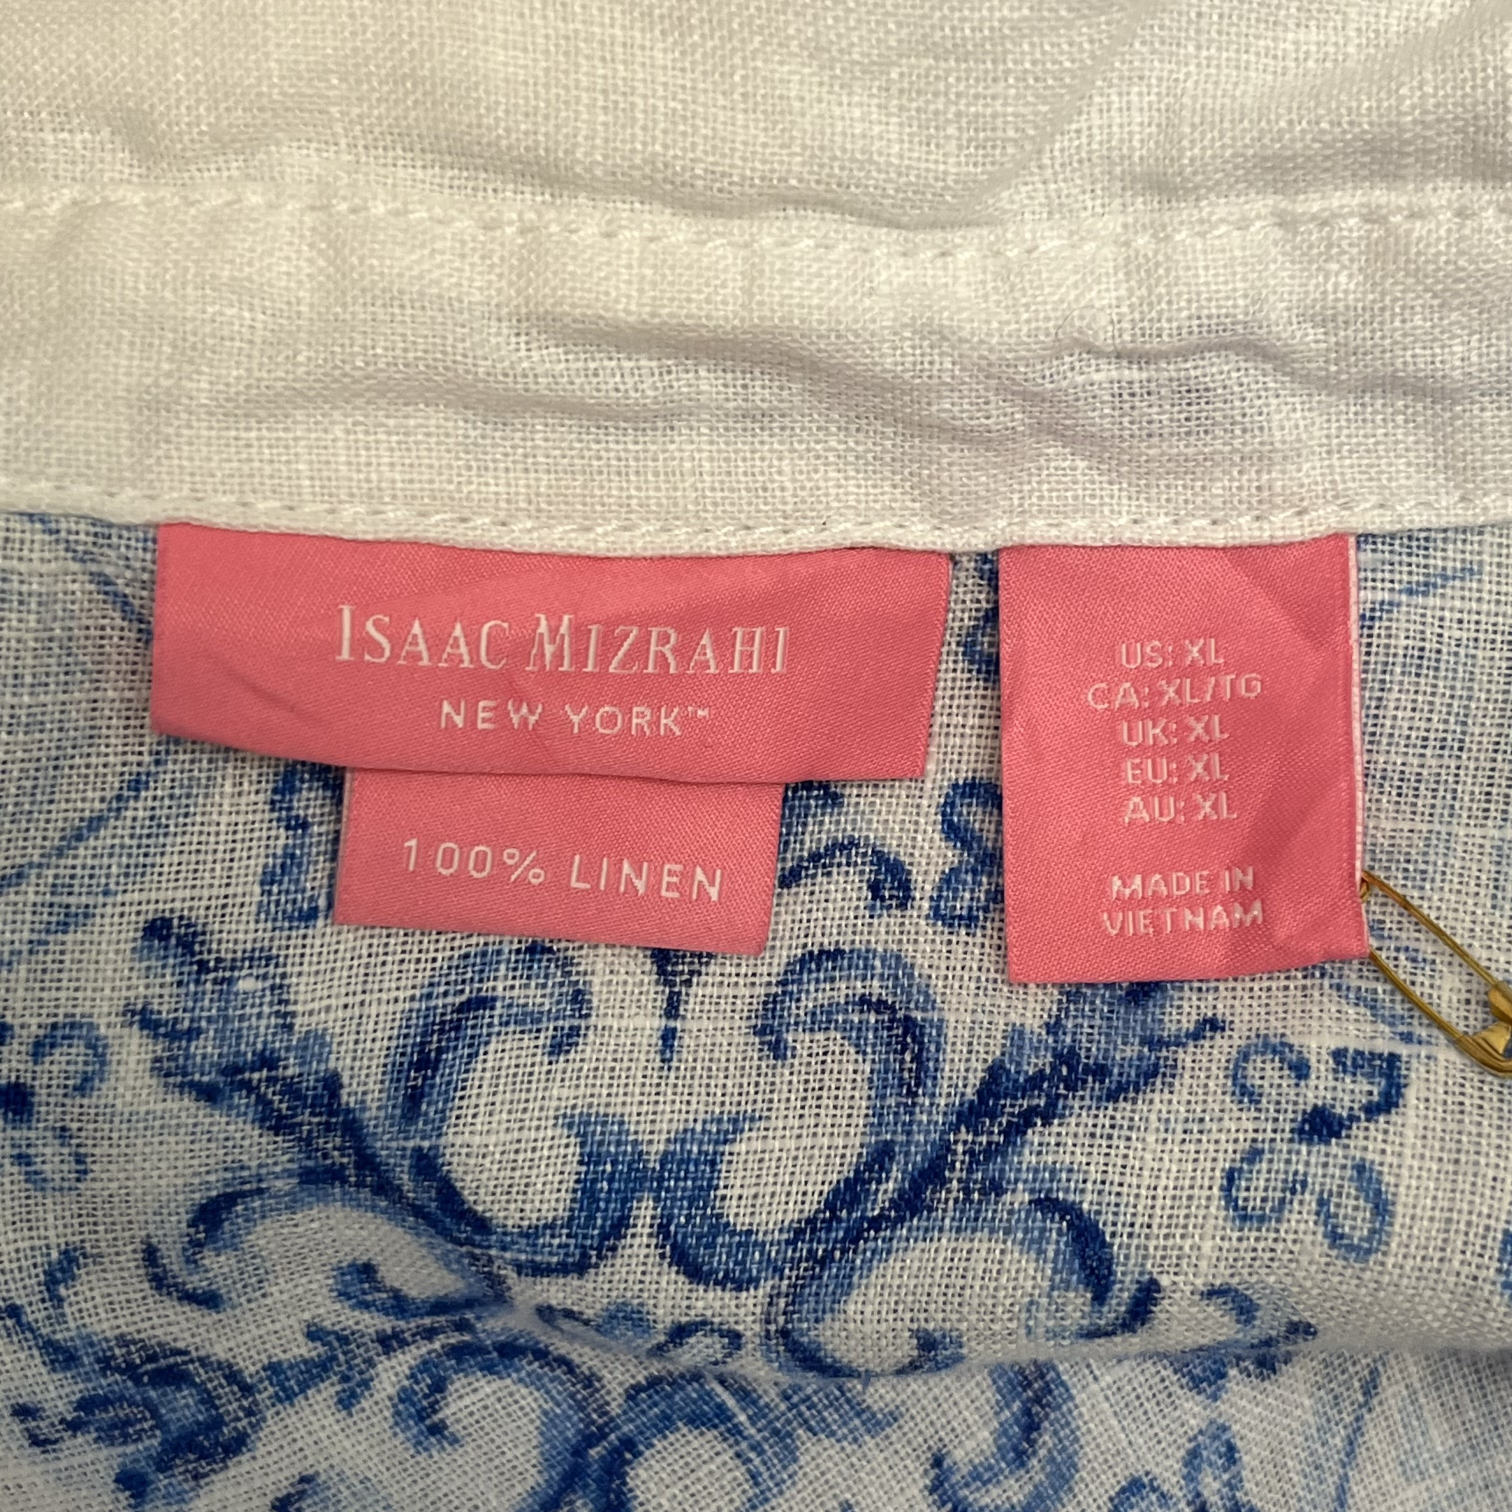 ISAAC MIZRAHI
NEW YORK™
100% LINEN
US: XL
CA: XL/TG
UK: XL
EU: XL
AU: XL
MADE IN
VIETNAM